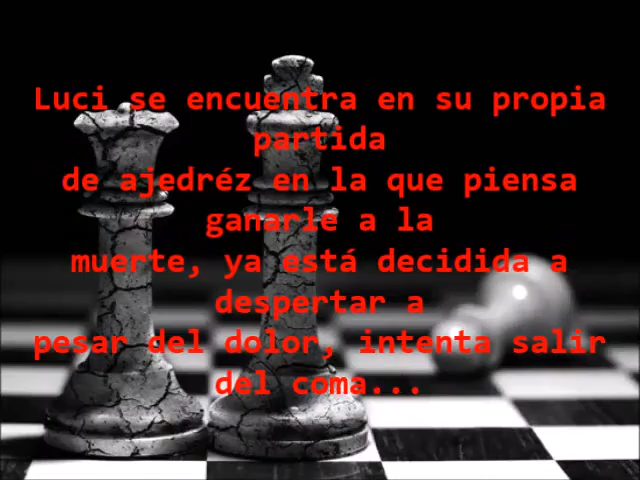 Luci se encuentra en su propia
partida
de ajedréz en la que piensa
ganarle a la
muerte, ya está decidida a
despertar a
pesar del dolor, intenta salir
del coma...